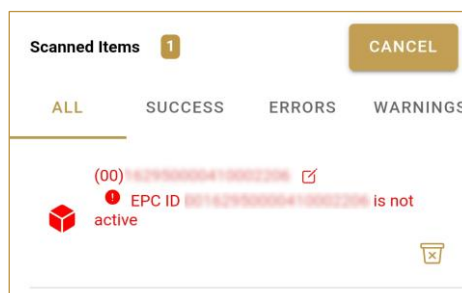 Scanned Items 1
CANCEL
ALL SUCCESS ERRORS WARNINGS
(00)
EPC ID is not
active